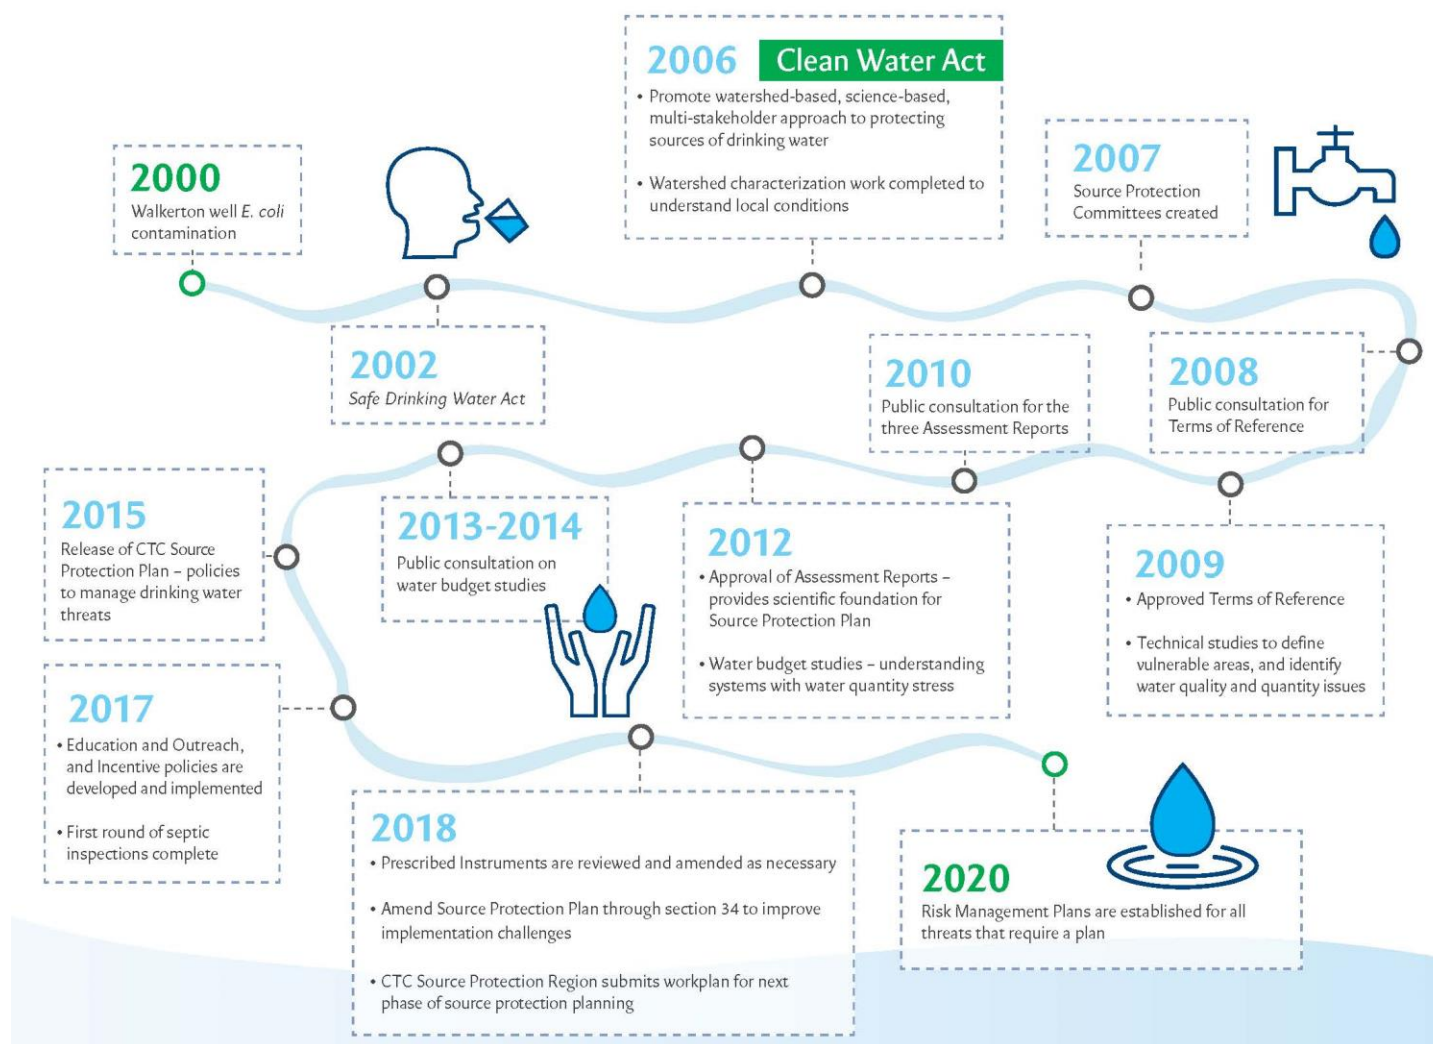 2000
Walkerton well E. coli
contamination
2002
Safe Drinking Water Act
2006 Clean Water Act
• Promote watershed-based, science-based,
multi-stakeholder approach to protecting
sources of drinking water
• Watershed characterization work completed to
understand local conditions
2007
Source Protection
Committees created
2008
Public consultation for
Terms of Reference
2009
• Approved Terms of Reference
• Technical studies to define
vulnerable areas, and identify
water quality and quantity issues
2010
Public consultation for the
three Assessment Reports
2012
• Approval of Assessment Reports –
provides scientific foundation for
Source Protection Plan
• Water budget studies – understanding
systems with water quantity stress
2013-2014
Public consultation on
water budget studies
2015
Release of CTC Source
Protection Plan – policies
to manage drinking water
threats
2017
• Education and Outreach,
and Incentive policies are
developed and implemented
• First round of septic
inspections complete
2018
• Prescribed Instruments are reviewed and amended as necessary
• Amend Source Protection Plan through section 34 to improve
implementation challenges
• CTC Source Protection Region submits workplan for next
phase of source protection planning
2020
Risk Management Plans are established for all
threats that require a plan